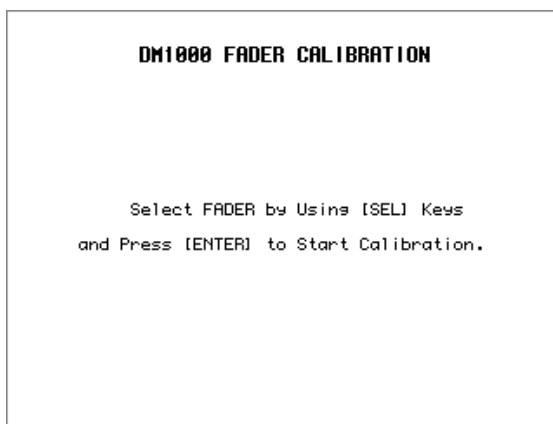 DM1000 FADER CALIBRATION
Select FADER by Using [SEL] Keys
and Press [ENTER] to Start Calibration.